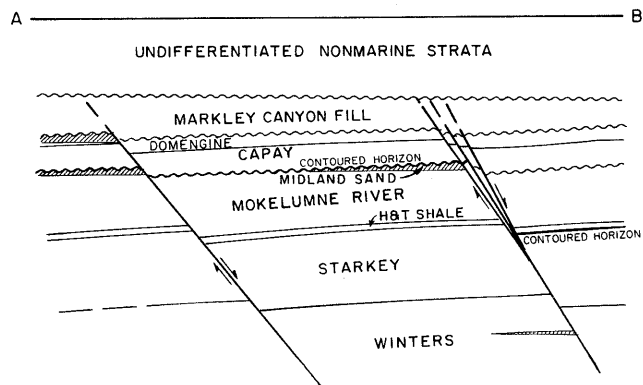 A B
UNDIFFERENTIATED NONMARINE STRATA
MARKLEY CANYON FILL
DOMENGINE
CAPAY
CONTOURED HORIZON
MIDLAND SAND
MOKELUMNE RIVER
H&T SHALE
CONTOURED HORIZON
STARKEY
WINTERS